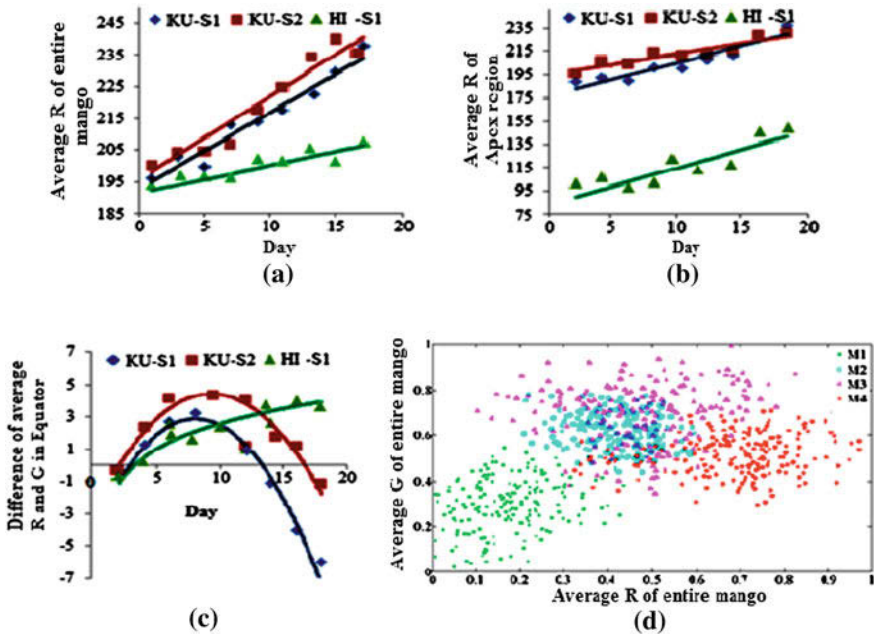 KU-S1 KU-S2 HI -S1
245
235
225
215
205
195
185
0 5 10 15 20
Average R of entire
mango
Day
(a)
KU-S1 KU-S2 HI -S1
235
215
195
175
155
135
115
95
75
0 5 10 15 20
Average R of
Apex region
Day
(b)
KU-S1 KU-S2 HI -S1
7
5
3
1
-1
-3
-5
-7
0 5 10 15 20
Difference of average
R and G in Equator
Day
(c)
M1
M2
M3
M4
1
0.8
0.6
0.4
0.2
0
0 0.1 0.2 0.3 0.4 0.5 0.6 0.7 0.8 0.9 1
Average G of entire mango
Average R of entire mango
(d)